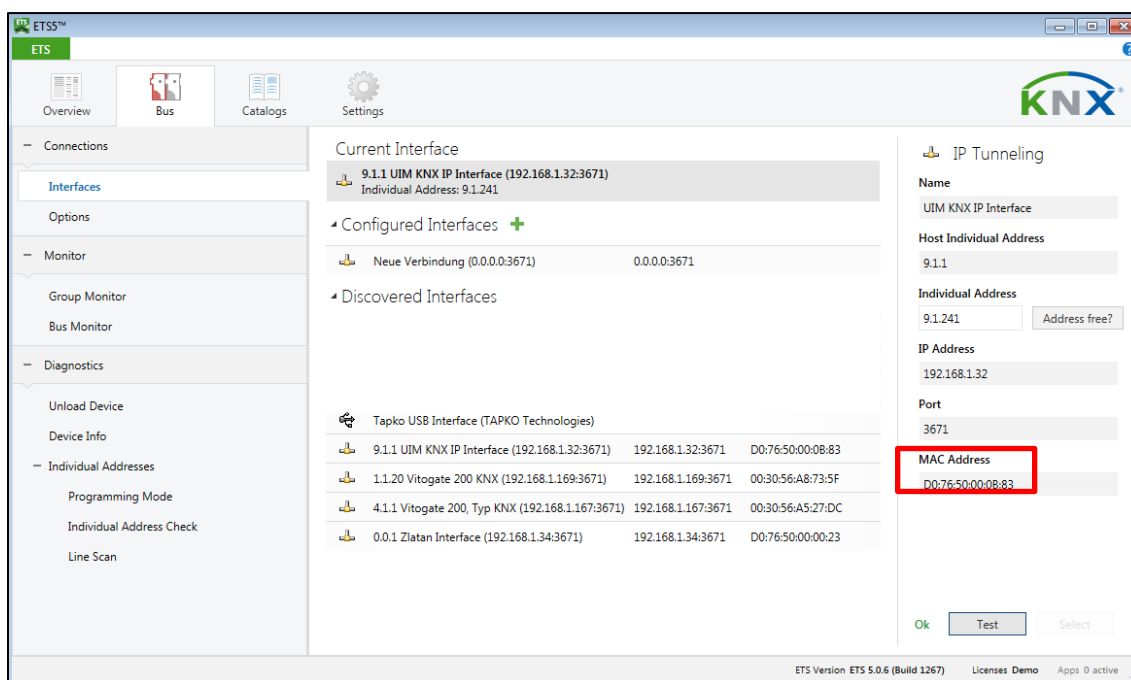 ETS ETS5™
ETS
Overview
Bus
Catalogs
Settings
KNX
Connections
Interfaces
Options
Monitor
Group Monitor
Bus Monitor
Diagnostics
Unload Device
Device Info
Individual Addresses
Programming Mode
Individual Address Check
Line Scan
Current Interface
9.1.1 UIM KNX IP Interface (192.168.1.32:3671)
Individual Address: 9.1.241
Configured Interfaces
Neue Verbindung (0.0.0.0:3671) 0.0.0.0:3671
Discovered Interfaces
Tapko USB Interface (TAPKO Technologies)
9.1.1 UIM KNX IP Interface (192.168.1.32:3671) 192.168.1.32:3671 D0:76:50:00:0B:83
1.1.20 Vitogate 200 KNX (192.168.1.169:3671) 192.168.1.169:3671 00:30:56:A8:73:5F
4.1.1 Vitogate 200, Typ KNX (192.168.1.167:3671) 192.168.1.167:3671 00:30:56:A5:27:DC
0.0.1 Zlatan Interface (192.168.1.34:3671) 192.168.1.34:3671 D0:76:50:00:00:23
IP Tunneling
Name
UIM KNX IP Interface
Host Individual Address
9.1.1
Individual Address
9.1.241 Address free?
IP Address
192.168.1.32
Port
3671
MAC Address
D0:76:50:00:0B:83
Ok Test Select
ETS Version ETS 5.0.6 (Build 1267) Licenses Demo Apps 0 active